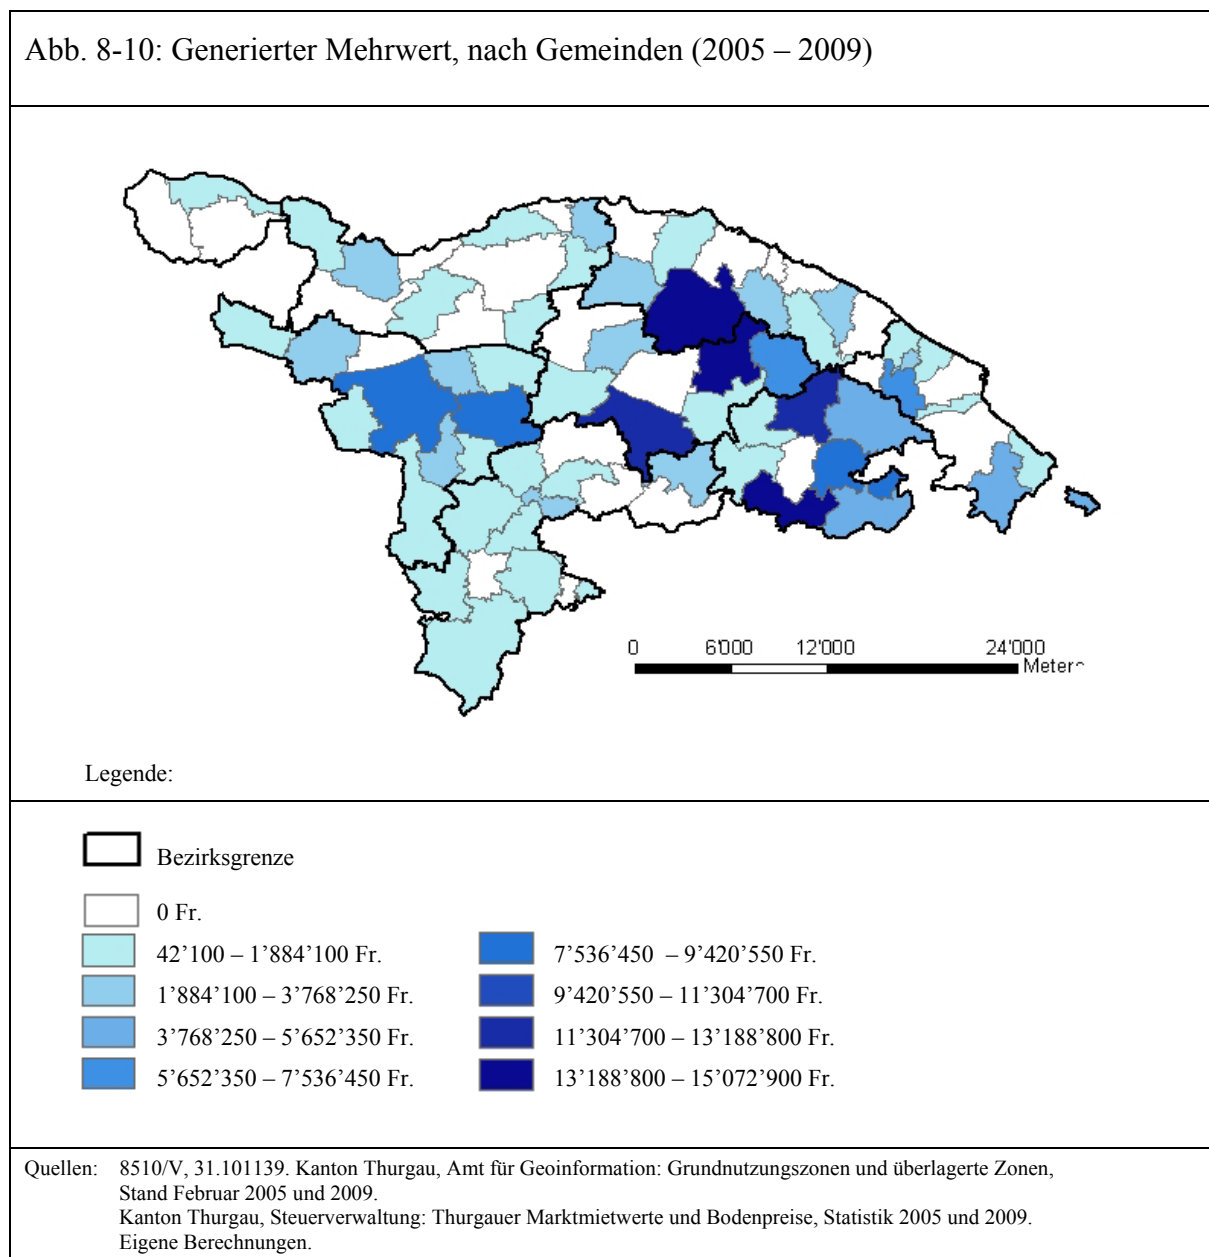 Abb. 8-10: Generierter Mehrwert, nach Gemeinden (2005 – 2009)
0 6'000 12'000 24'000
Meters
Legende:
Bezirksgrenze
0 Fr.
42’100 – 1’884’100 Fr.
1’884’100 – 3’768’250 Fr.
3’768’250 – 5’652’350 Fr.
5’652’350 – 7’536’450 Fr.
7’536’450 – 9’420’550 Fr.
9’420’550 – 11’304’700 Fr.
11’304’700 – 13’188’800 Fr.
13’188’800 – 15’072’900 Fr.
Quellen: 8510/V, 31.101139. Kanton Thurgau, Amt für Geoinformation: Grundnutzungszonen und überlagerte Zonen,
Stand Februar 2005 und 2009.
Kanton Thurgau, Steuerverwaltung: Thurgauer Marktmietwerte und Bodenpreise, Statistik 2005 und 2009.
Eigene Berechnungen.